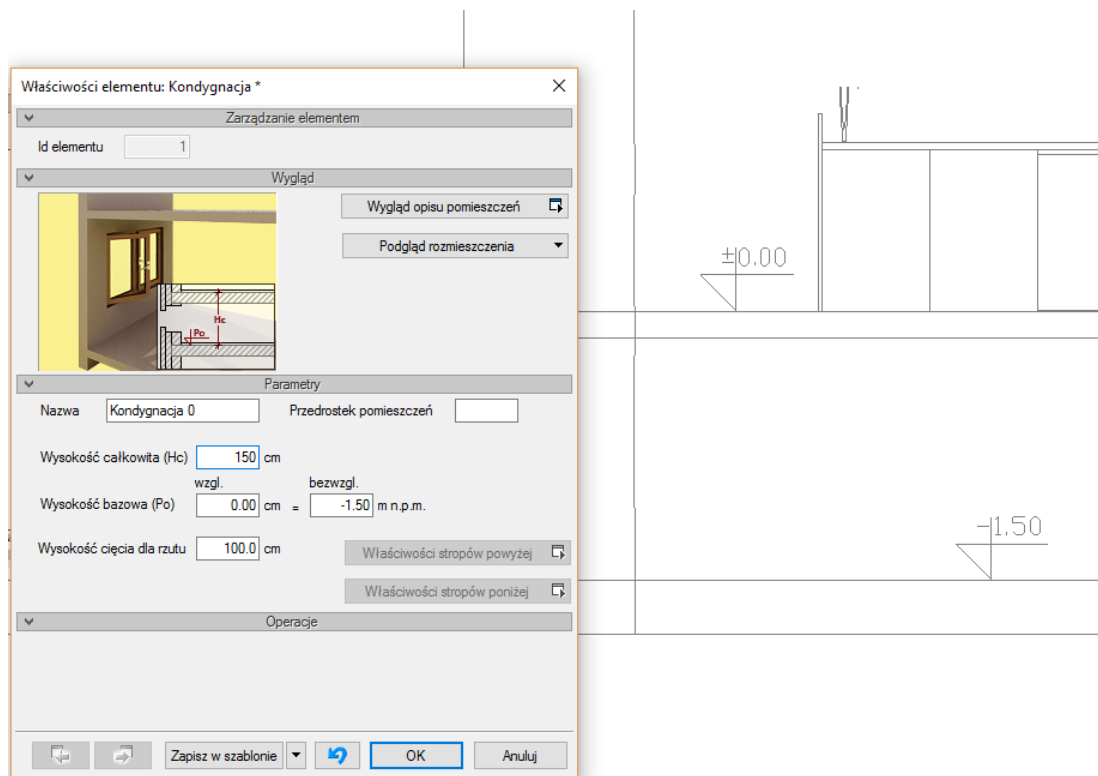 Właściwości elementu: Kondygnacja *
Zarządzanie elementem
Id elementu 1
Wygląd
Wygląd opisu pomieszczeń
Podgląd rozmieszczenia
Hc
Po
Parametry
Nazwa Kondygnacja 0 Przedrostek pomieszczeń
Wysokość całkowita (Hc) 150 cm
wzgl. bezwzgl.
Wysokość bazowa (Po) 0.00 cm = -1.50 m n.p.m.
Wysokość cięcia dla rzutu 100.0 cm
Właściwości stropów powyżej
Właściwości stropów poniżej
Operacje
Zapisz w szablonie OK Anuluj
±0.00
-1.50